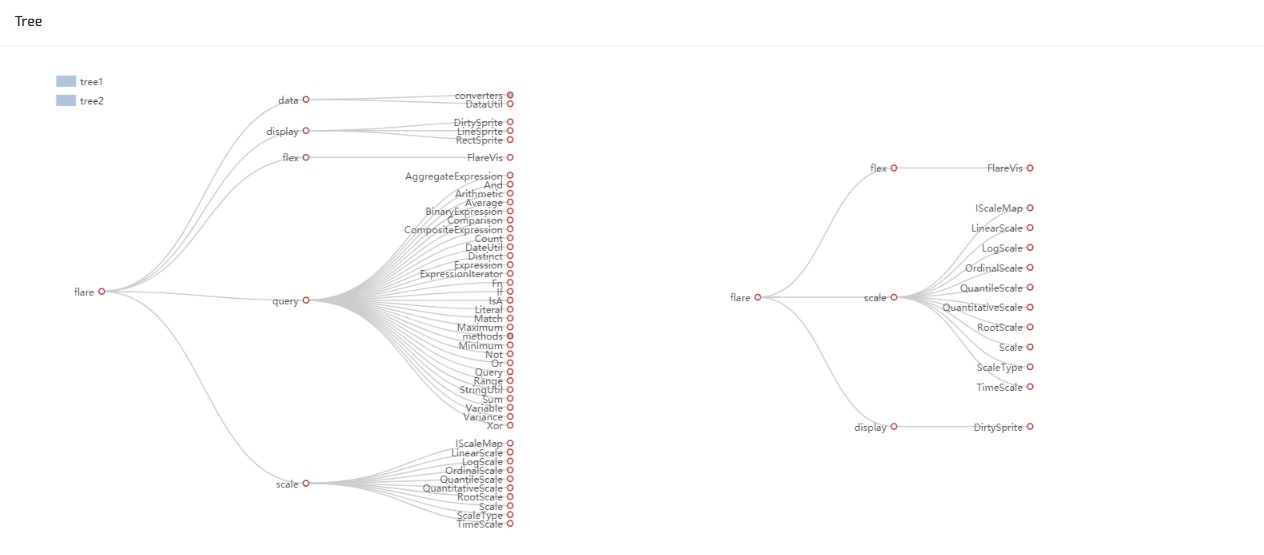 Tree
tree1
tree2
flare
data
converters
DataUtil
display
DirtySprite
LineSprite
RectSprite
flex
FlareVis
query
AggregateExpression
And
Arithmetic
Average
BinaryExpression
Comparison
CompositeExpression
Count
DateUtil
Distinct
Expression
ExpressionIterator
Fn
If
IsA
Literal
Match
Maximum
methods
Minimum
Not
Or
Query
Range
StringUtil
Sum
Variable
Variance
Xor
scale
IScaleMap
LinearScale
LogScale
OrdinalScale
QuantileScale
QuantitativeScale
RootScale
Scale
ScaleType
TimeScale
flare
flex
FlareVis
scale
IScaleMap
LinearScale
LogScale
OrdinalScale
QuantileScale
QuantitativeScale
RootScale
Scale
ScaleType
TimeScale
display
DirtySprite